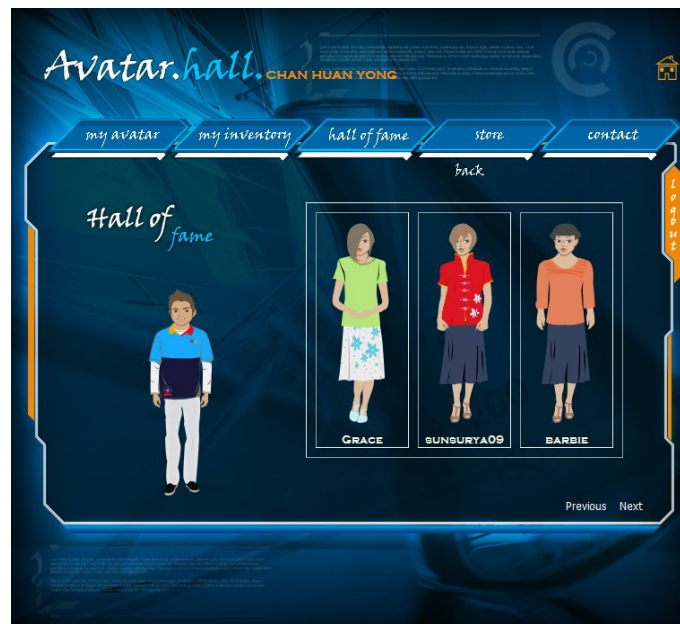 Avatar.hall. CHAN HUAN YONG
my avatar my inventory hall of fame store contact
back
logout
Hall of
fame
GRACE SUNSURYA09 BARBIE
Previous Next